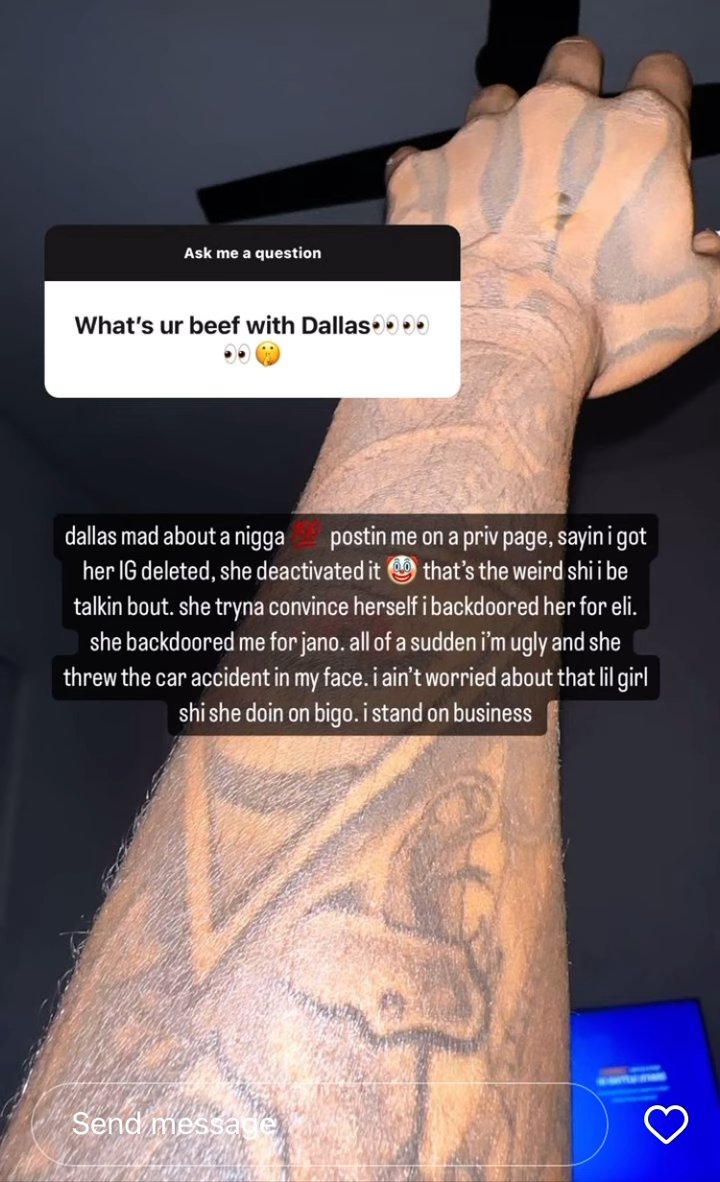 Ask me a question
What's ur beef with Dallas👀👀
👀🤫
dallas mad about a nigga 💯 postin me on a priv page, sayin i got
her IG deleted, she deactivated it 🤡 that's the weird shi i be
talkin bout. she tryna convince herself i backdoored her for eli.
she backdoored me for jano. all of a sudden i'm ugly and she
threw the car accident in my face. i ain't worried about that lil girl
shi she doin on bigo. i stand on business
Send message